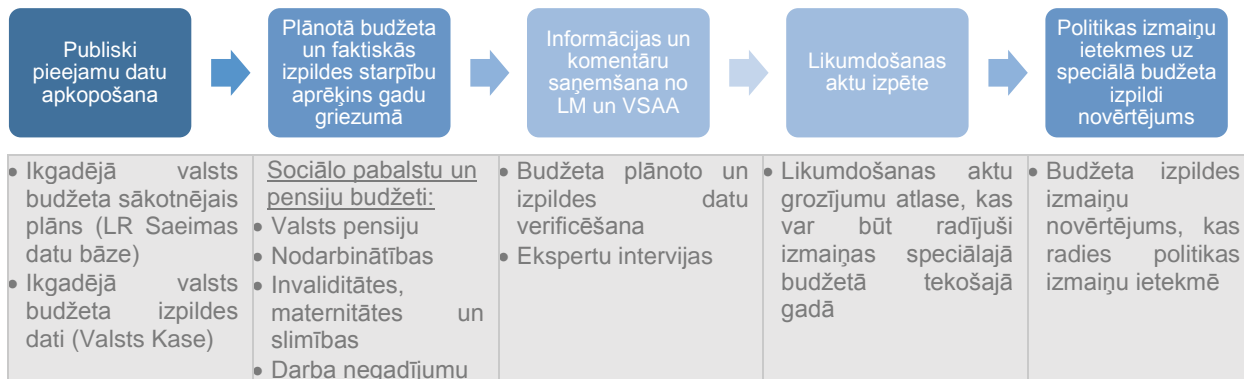 Publiski
pieejamu datu
apkopošana
Plānotā budžeta
un faktiskās
izpildes starpību
aprēķins gadu
griezumā
Informācijas un
komentāru
saņemšana no
LM un VSAA
Likumdošanas
aktu izpēte
Politikas izmaiņu
ietekmes uz
speciālā budžeta
izpildi
novērtējums
• Ikgadējā valsts
budžeta sākotnējais
plāns (LR Saeimas
datu bāze)
• Ikgadējā valsts
budžeta izpildes
dati (Valsts Kase)
Sociālo pabalstu un
pensiju budžeti:
• Valsts pensiju
• Nodarbinātības
• Invaliditātes,
maternitātes un
slimības
• Darba negadījumu
• Budžeta plānoto un
izpildes datu
verificēšana
• Ekspertu intervijas
• Likumdošanas aktu
grozījumu atlase, kas
var būt radījuši
izmaiņas speciālajā
budžetā tekošajā
gadā
• Budžeta izpildes
izmaiņu
novērtējums, kas
radies politikas
izmaiņu ietekmē